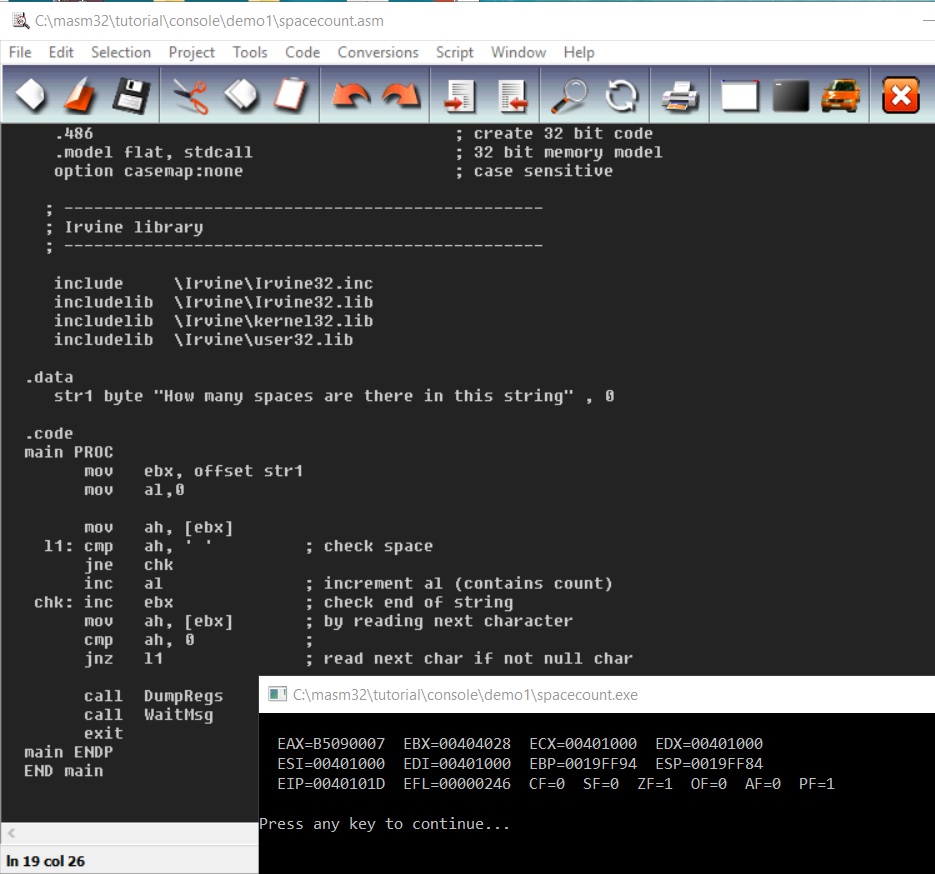 C:\masm32\tutorial\console\demo1\spacecount.asm
File Edit Selection Project Tools Code Conversions Script Window Help
.486 ; create 32 bit code
.model flat, stdcall ; 32 bit memory model
option casemap:none ; case sensitive
; ------------------------------------------------
; Irvine library
; ------------------------------------------------
include \Irvine\Irvine32.inc
includelib \Irvine\Irvine32.lib
includelib \Irvine\kernel32.lib
includelib \Irvine\user32.lib
.data
str1 byte "How many spaces are there in this string" , 0
.code
main PROC
mov ebx, offset str1
mov al,0
mov ah, [ebx]
l1: cmp ah, ' ' ; check space
jne chk
inc al ; increment al (contains count)
chk: inc ebx ; check end of string
mov ah, [ebx] ; by reading next character
cmp ah, 0 ;
jnz l1 ; read next char if not null char
call DumpRegs
call WaitMsg
exit
main ENDP
END main
ln 19 col 26
C:\masm32\tutorial\console\demo1\spacecount.exe
EAX=B5090007 EBX=00404028 ECX=00401000 EDX=00401000
ESI=00401000 EDI=00401000 EBP=0019FF94 ESP=0019FF84
EIP=0040101D EFL=00000246 CF=0 SF=0 ZF=1 OF=0 AF=0 PF=1
Press any key to continue...